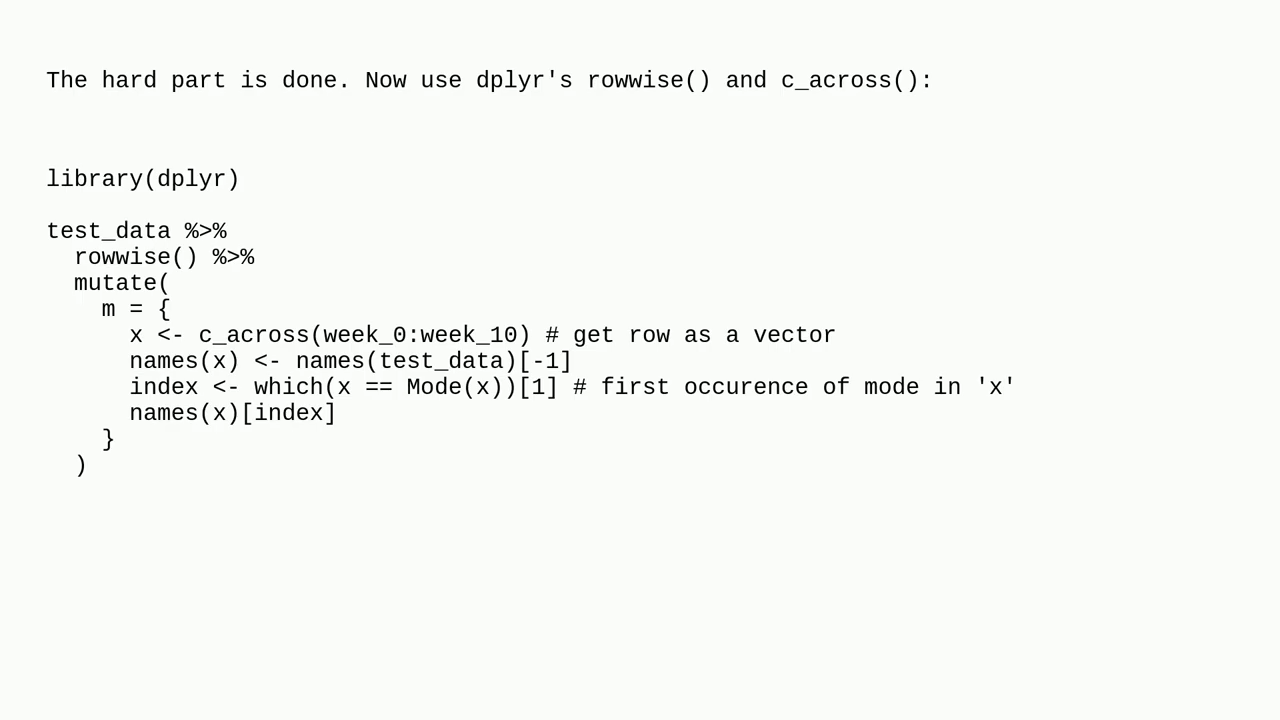 The hard part is done. Now use dplyr's rowwise() and c_across():
library(dplyr)
test_data %>%
  rowwise() %>%
  mutate(
    m = {
      x <- c_across(week_0:week_10) # get row as a vector
      names(x) <- names(test_data)[-1]
      index <- which(x == Mode(x))[1] # first occurence of mode in 'x'
      names(x)[index]
    }
  )